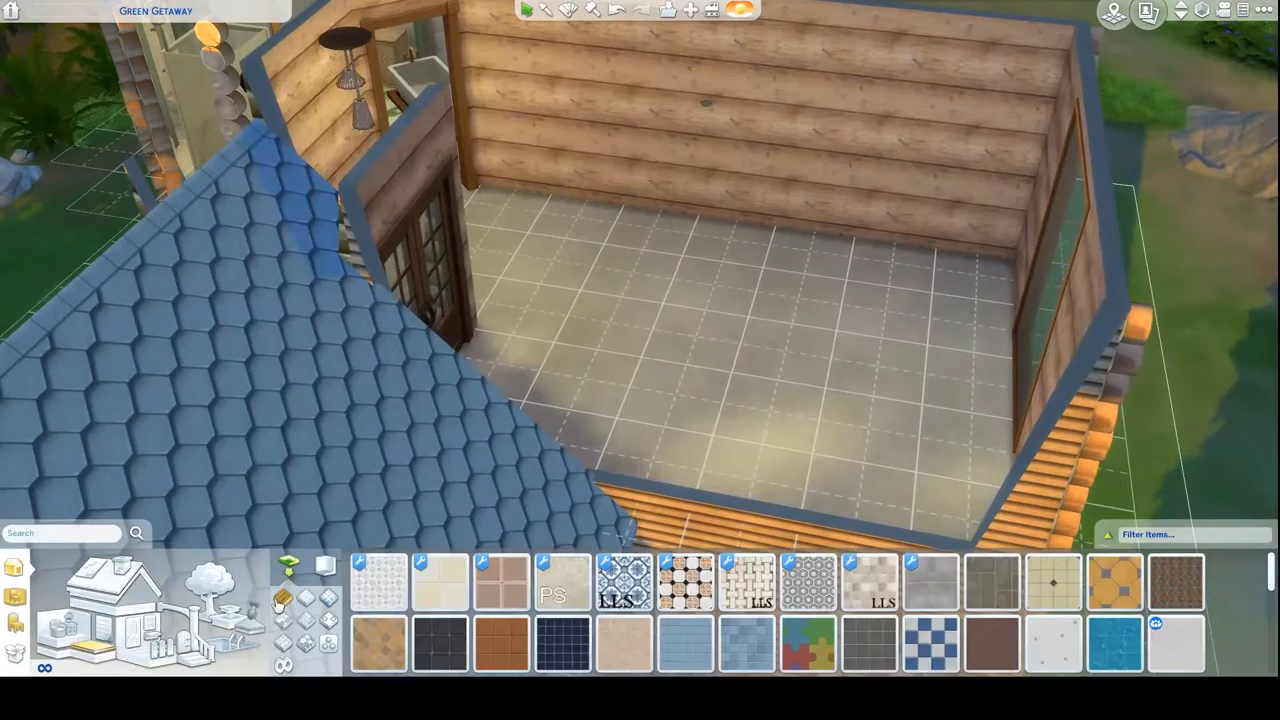 GREEN GETAWAY
Search
Filter Items...
PS
LLS
LLS
LLS